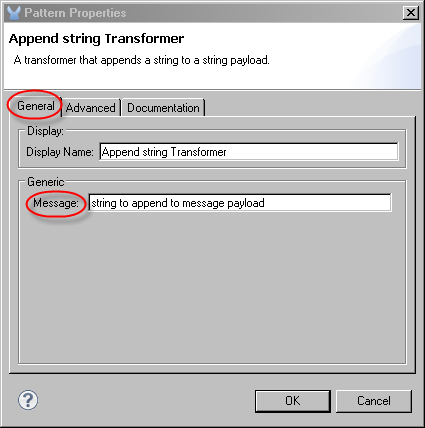 Pattern Properties
Append string Transformer
A transformer that appends a string to a string payload.
General Advanced Documentation
Display:
Display Name: Append string Transformer
Generic
Message: string to append to message payload
? OK Cancel